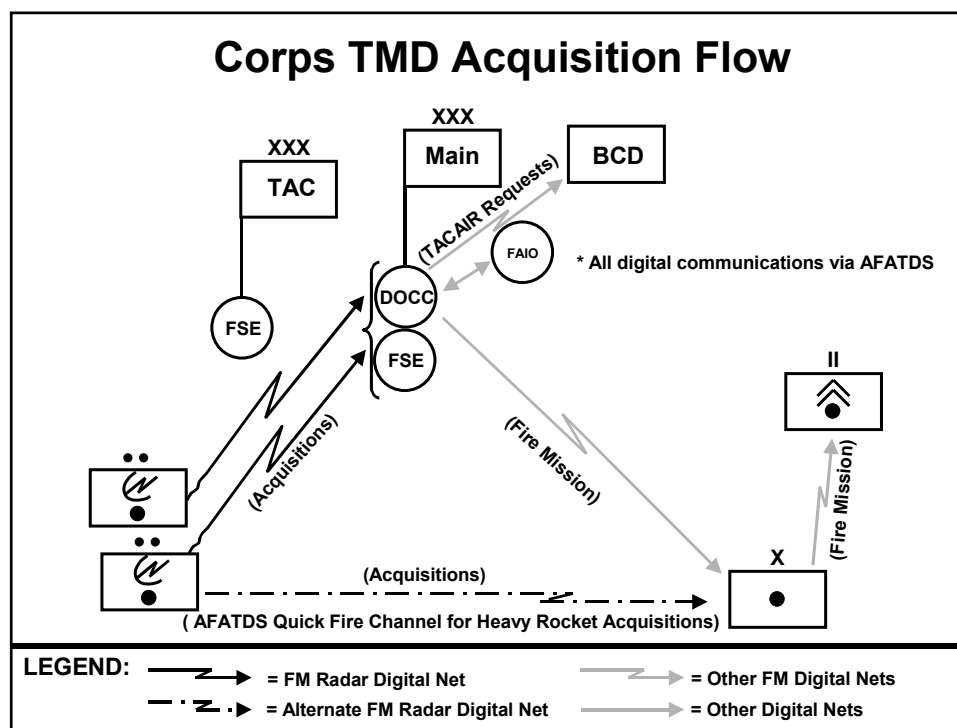 Corps TMD Acquisition Flow
XXX
XXX
TAC
Main
BCD
(TACAIR Requests)
FAIO
* All digital communications via AFATDS
DOCC
FSE
FSE
II
(Acquisitions)
(Fire Mission)
(Fire Mission)
X
(Acquisitions)
( AFATDS Quick Fire Channel for Heavy Rocket Acquisitions)
LEGEND:
= FM Radar Digital Net
= Other FM Digital Nets
= Alternate FM Radar Digital Net
= Other Digital Nets